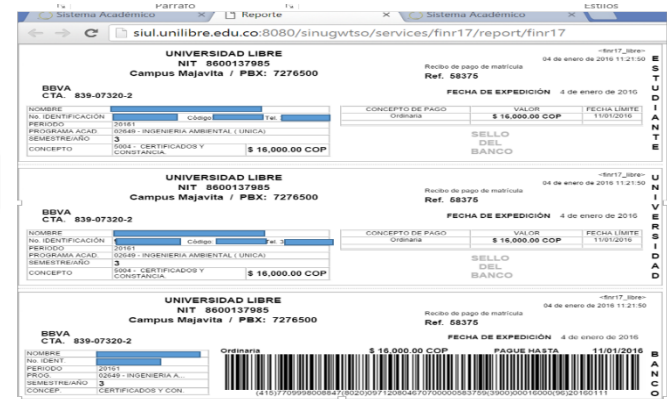 Parrato
Estilos
Sistema Académico
Reporte
Sistema Académico
siul.unilibre.edu.co:8080/sinugwtso/services/finr17/report/finr17
UNIVERSIDAD LIBRE
NIT 8600137985
Campus Majavita / PBX: 7276500
<finr17_libre>
04 de enero de 2016 11:21:50
Recibo de pago de matrícula
Ref. 58375
BBVA
CTA. 839-07320-2
FECHA DE EXPEDICIÓN 4 de enero de 2016
ESTUDIANTE
NOMBRE
No. IDENTIFICACIÓN Código: Tel.
PERIODO 20161
PROGRAMA ACAD. 02649 - INGENIERIA AMBIENTAL ( UNICA)
SEMESTRE/AÑO 3
CONCEPTO 5004 - CERTIFICADOS Y CONSTANCIA. $ 16,000.00 COP
CONCEPTO DE PAGO VALOR FECHA LÍMITE
Ordinaria $ 16,000.00 COP 11/01/2016
SELLO
DEL
BANCO
UNIVERSIDAD LIBRE
NIT 8600137985
Campus Majavita / PBX: 7276500
<finr17_libre>
04 de enero de 2016 11:21:50
Recibo de pago de matrícula
Ref. 58375
BBVA
CTA. 839-07320-2
FECHA DE EXPEDICIÓN 4 de enero de 2016
UNIVERSIDAD
NOMBRE
No. IDENTIFICACIÓN Código: Tel. 3
PERIODO 20161
PROGRAMA ACAD. 02649 - INGENIERIA AMBIENTAL ( UNICA)
SEMESTRE/AÑO 3
CONCEPTO 5004 - CERTIFICADOS Y CONSTANCIA. $ 16,000.00 COP
CONCEPTO DE PAGO VALOR FECHA LÍMITE
Ordinaria $ 16,000.00 COP 11/01/2016
SELLO
DEL
BANCO
UNIVERSIDAD LIBRE
NIT 8600137985
Campus Majavita / PBX: 7276500
<finr17_libre>
04 de enero de 2016 11:21:50
Recibo de pago de matrícula
Ref. 58375
BBVA
CTA. 839-07320-2
FECHA DE EXPEDICIÓN 4 de enero de 2016
BANCO
NOMBRE
No. IDENT.
PERIODO 20161
PROG. 02649 - INGENIERIA A...
SEMESTRE/AÑO 3
CONCEP. CERTIFICADOS Y CON.
Ordinaria $ 16,000.00 COP PAGUE HASTA 11/01/2016